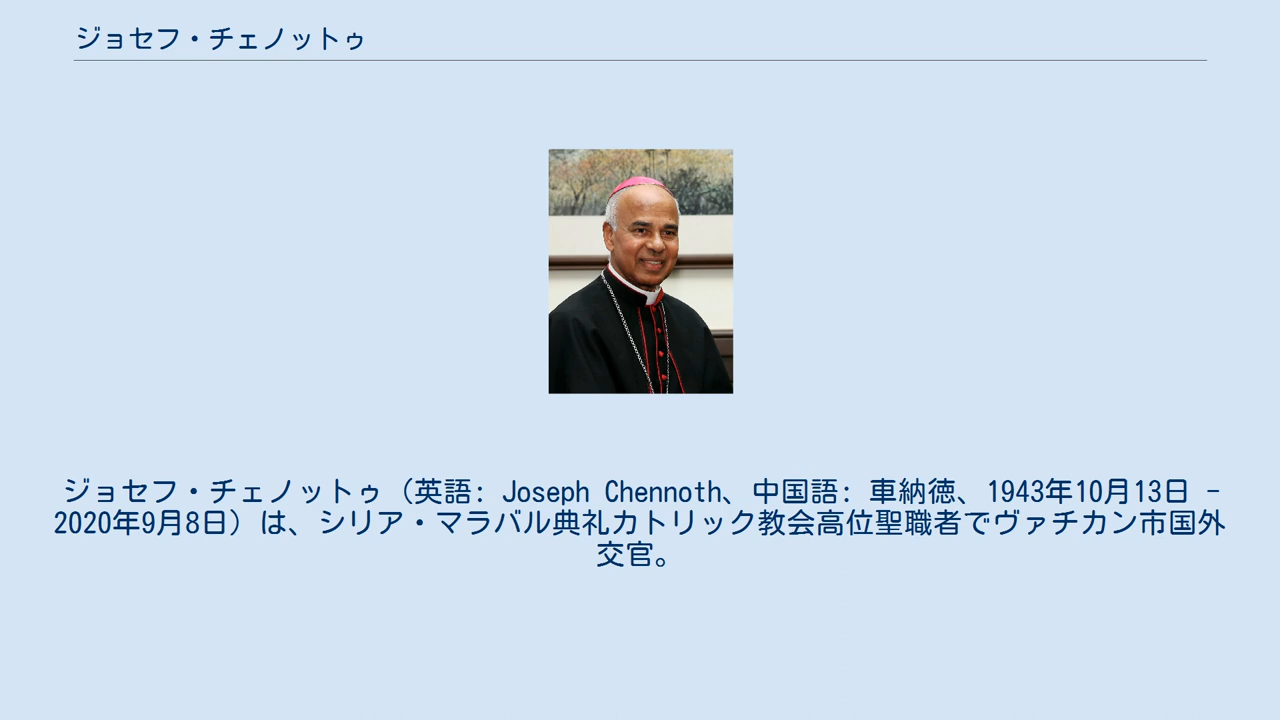 ジョセフ・チェノットゥ
ジョセフ・チェノットゥ（英語: Joseph Chennoth、中国語: 車納徳、1943年10月13日 -
2020年9月8日）は、シリア・マラバル典礼カトリック教会高位聖職者でヴァチカン市国外
交官。